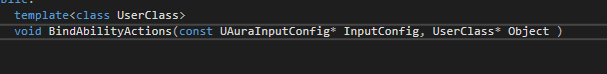 template<class UserClass>
void BindAbilityActions(const UAuraInputConfig* InputConfig, UserClass* Object )